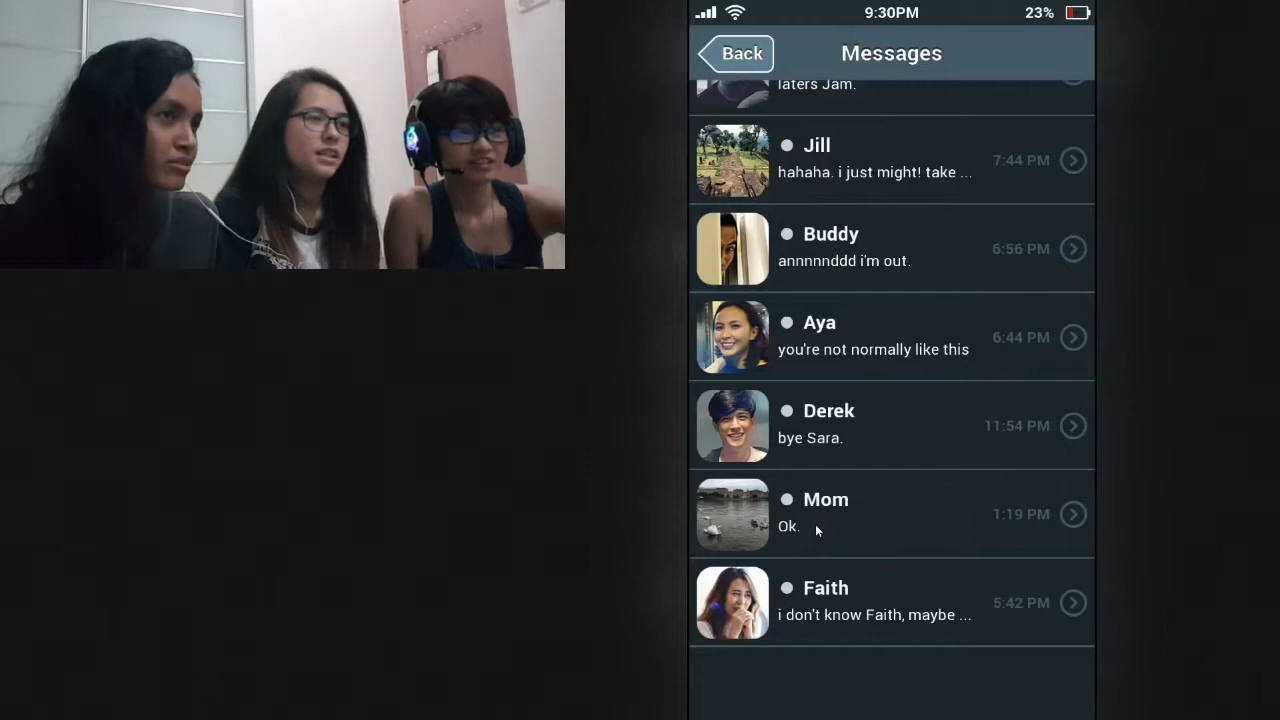 9:30PM
23%
Back
Messages
laters Jam.
Jill
hahaha. i just might! take ...
7:44 PM
Buddy
annnnnddd i'm out.
6:56 PM
Aya
you're not normally like this
6:44 PM
Derek
bye Sara.
11:54 PM
Mom
Ok.
1:19 PM
Faith
i don't know Faith, maybe ...
5:42 PM